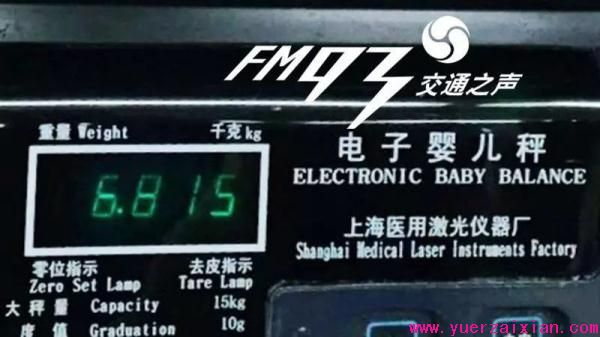 FM93 交通之声
重量 Weight 千克 kg
6.815
电子婴儿秤
ELECTRONIC BABY BALANCE
上海医用激光仪器厂
Shanghai Medical Laser Instruments Factory
零位指示 去皮指示
Zero Set Lamp Tare Lamp
大秤量 Capacity 15kg
度值 Graduation 10g
www.yuerzaixian.com